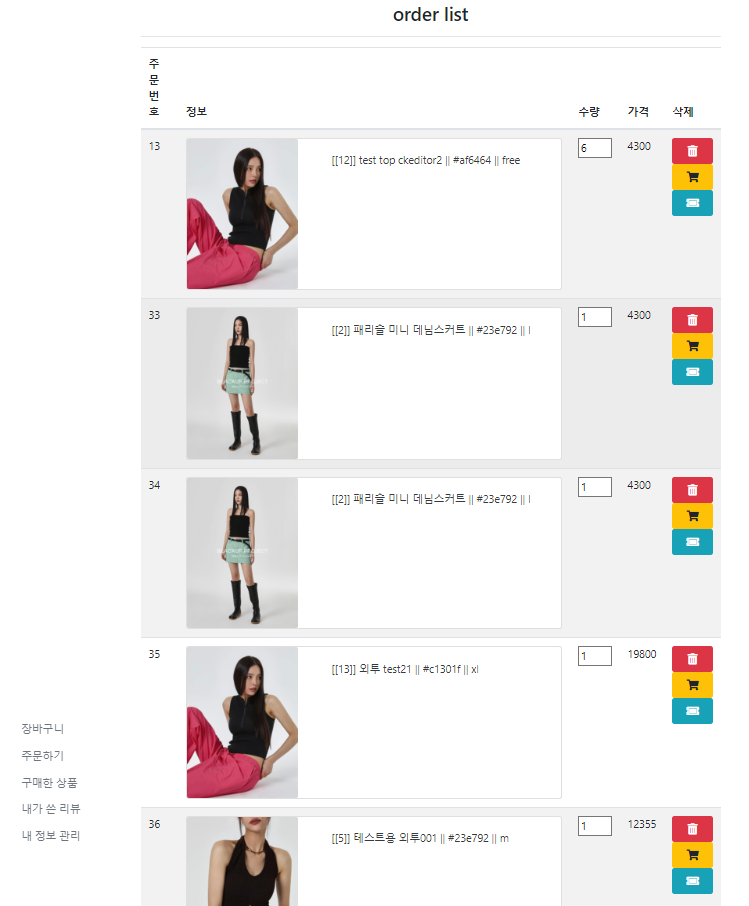 order list
주문번호
정보
수량
가격
삭제
13
[[12]] test top ckeditor2 || #af6464 || free
6
4300
33
[[2]] 패리슬 미니 데님스커트 || #23e792 || l
1
4300
34
[[2]] 패리슬 미니 데님스커트 || #23e792 || l
1
4300
35
[[13]] 외투 test21 || #c1301f || xl
1
19800
36
[[5]] 테스트용 외투001 || #23e792 || m
1
12355
장바구니
주문하기
구매한 상품
내가 쓴 리뷰
내 정보 관리